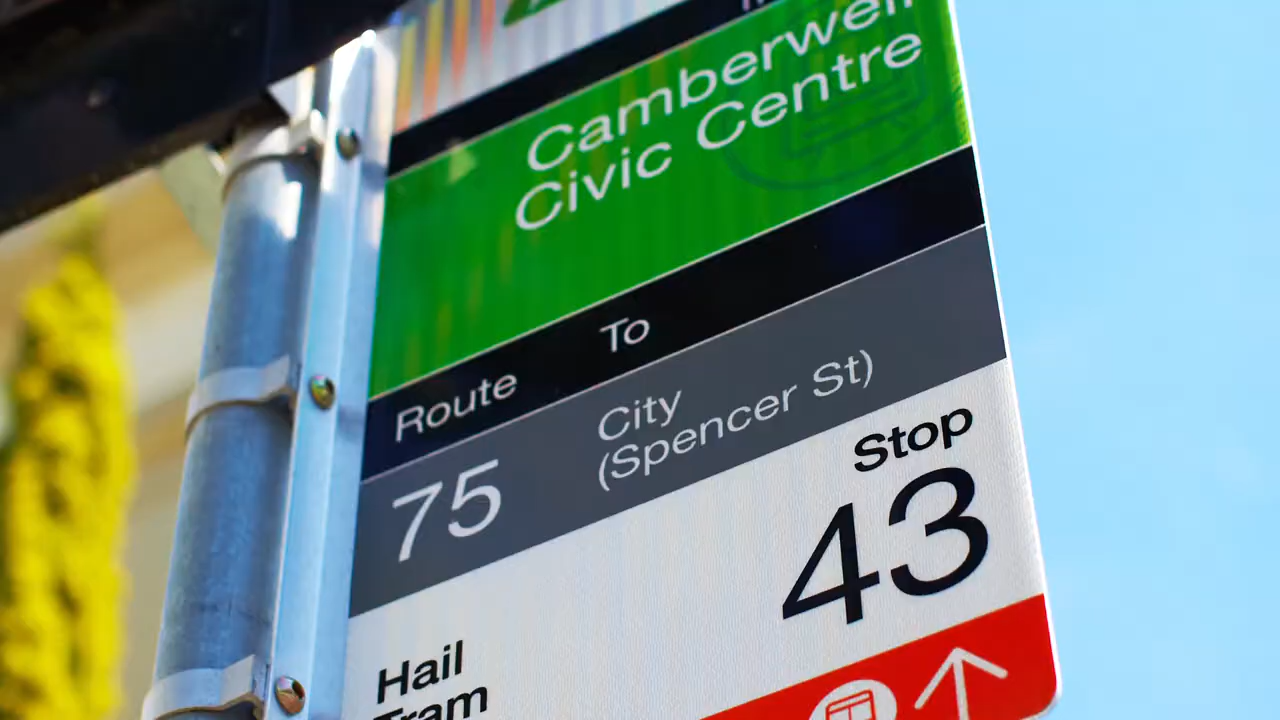 Camberwell
Civic Centre
Route To
75 City
(Spencer St)
Stop
43
Hail
Tram